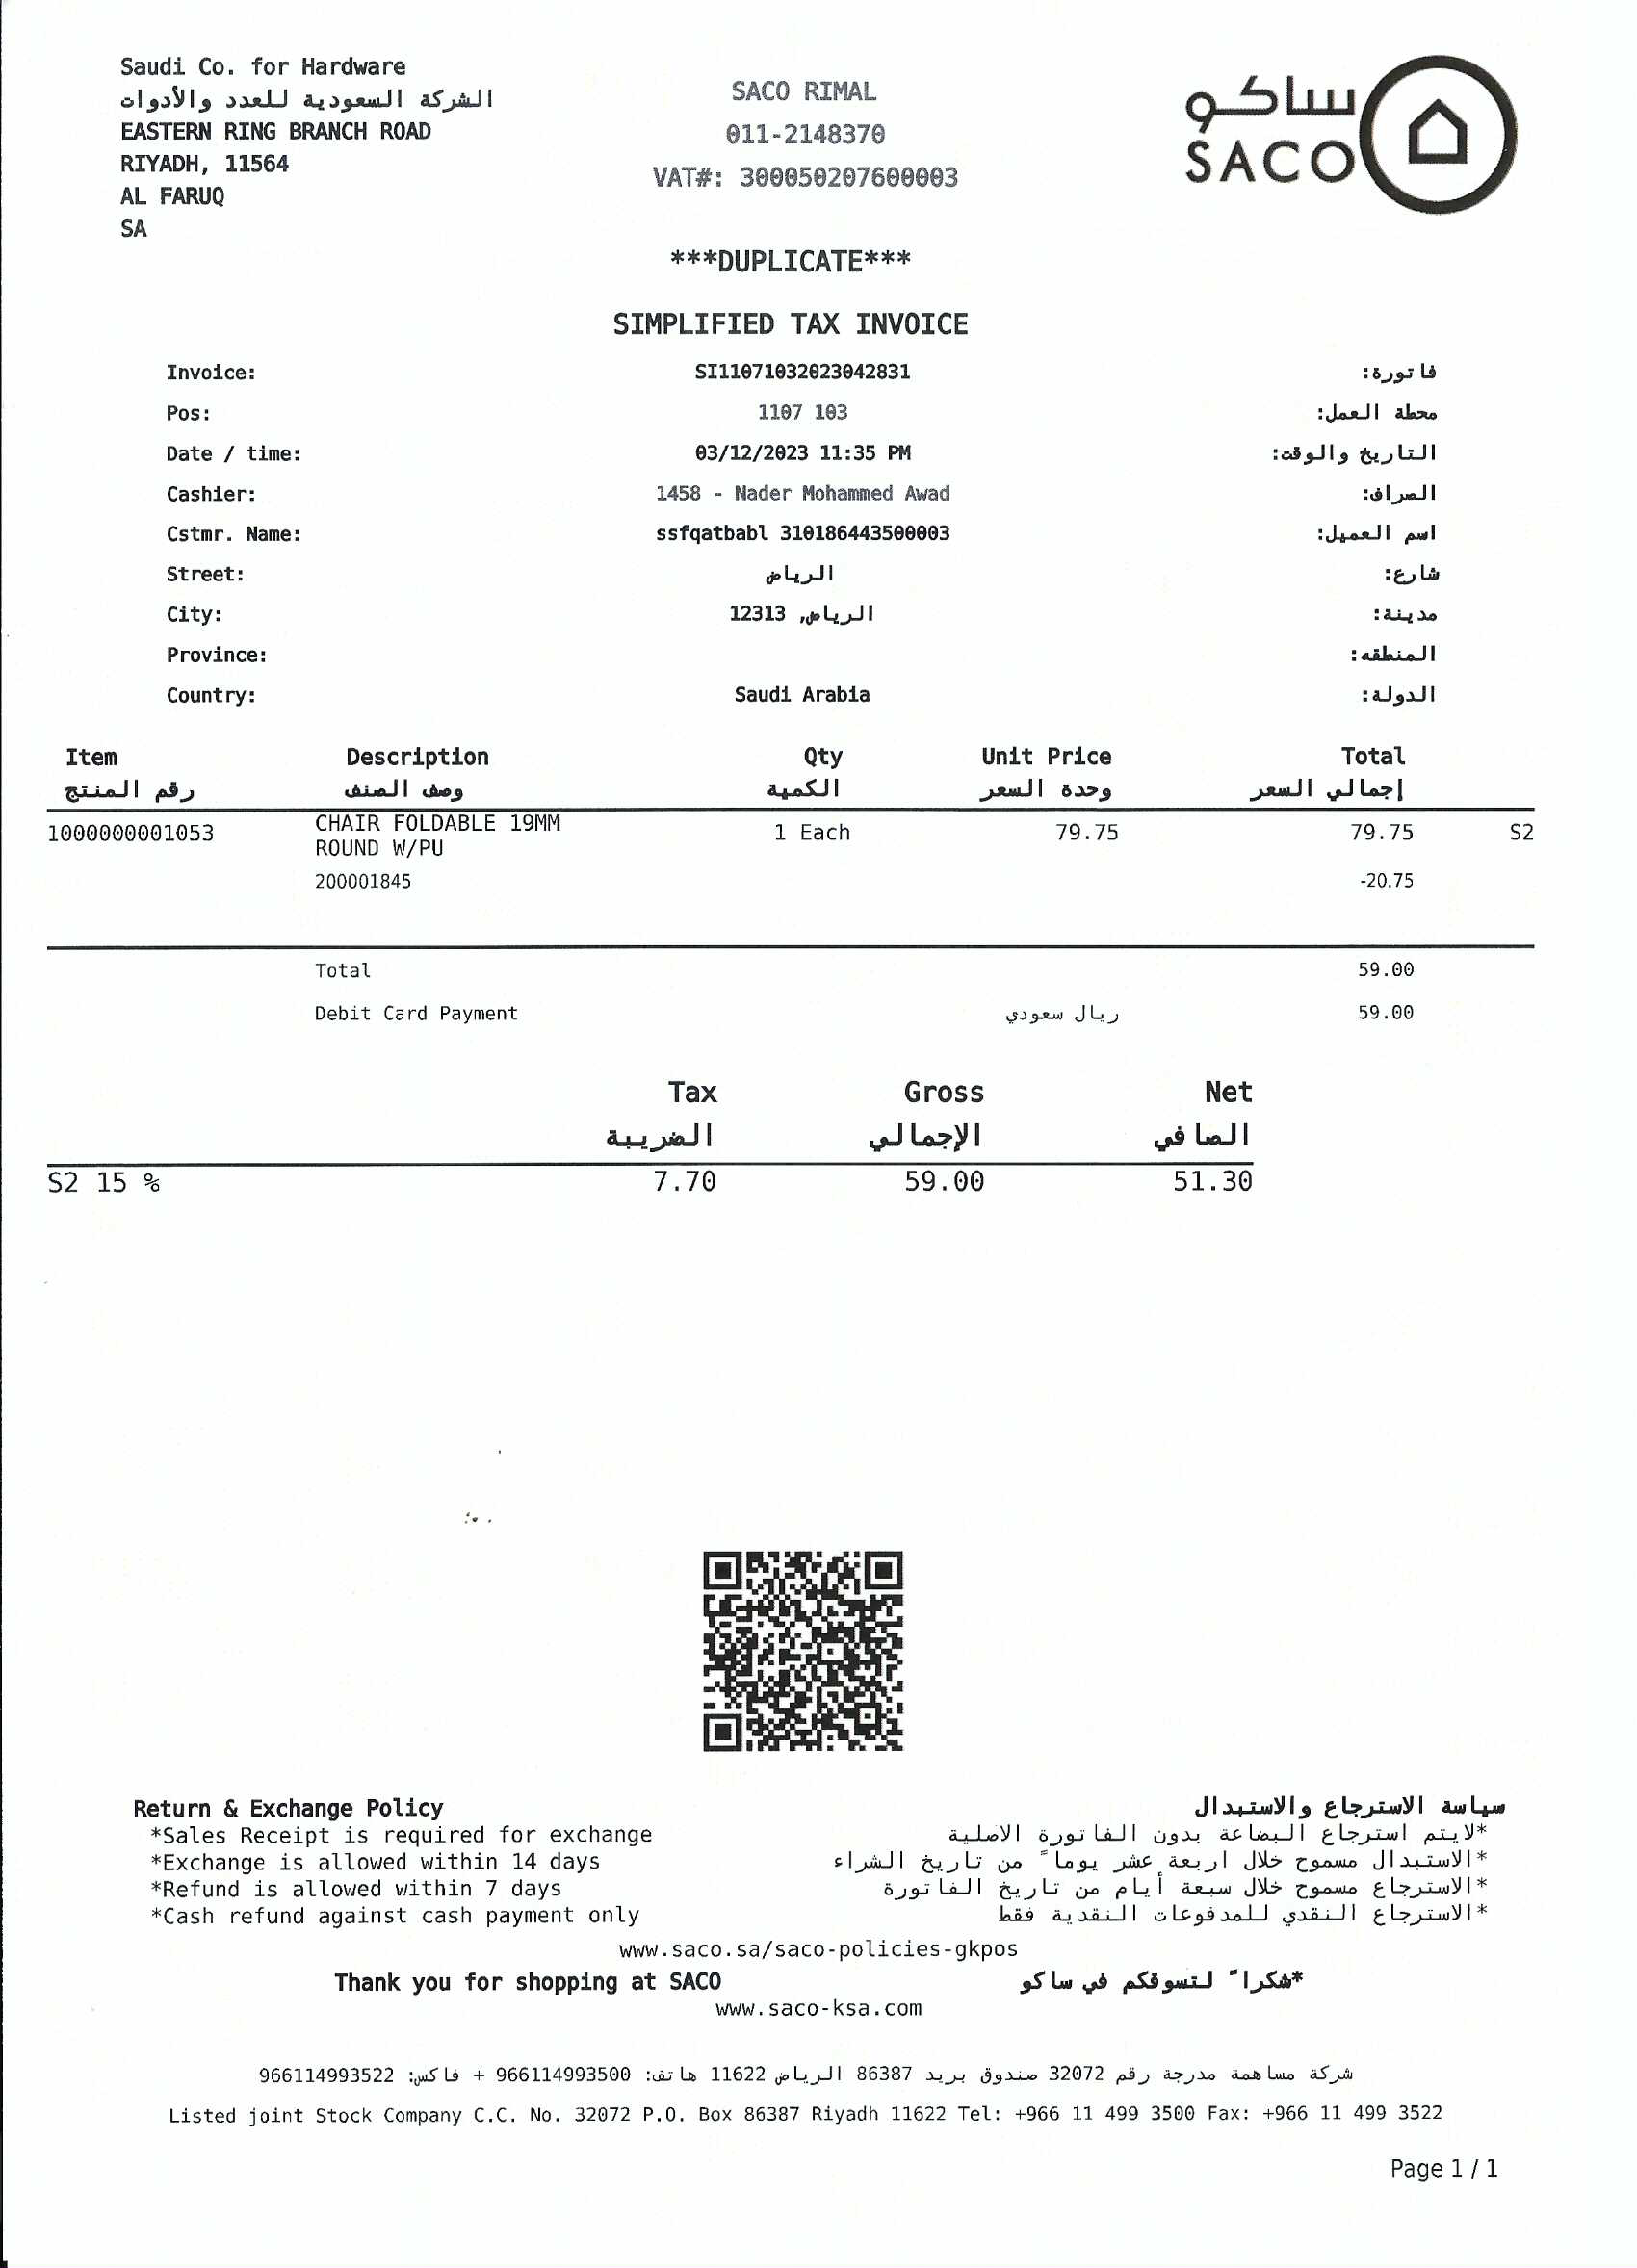 Saudi Co. for Hardware
الشركة السعودية للعدد والأدوات
EASTERN RING BRANCH ROAD
RIYADH, 11564
AL FARUQ
SA
SACO RIMAL
011-2148370
VAT#: 300050207600003
ساكو
SACO
***DUPLICATE***
SIMPLIFIED TAX INVOICE
Invoice: SI11071032023042831 فاتورة:
Pos: 1107 103 محطة العمل:
Date / time: 03/12/2023 11:35 PM التاريخ والوقت:
Cashier: 1458 - Nader Mohammed Awad الصراف:
Cstmr. Name: ssfqatbabl 310186443500003 اسم العميل:
Street: الرياض شارع:
City: الرياض, 12313 مدينة:
Province: المنطقه:
Country: Saudi Arabia الدولة:
Item Description Qty Unit Price Total
رقم المنتج وصف الصنف الكمية وحدة السعر إجمالي السعر
1000000001053 CHAIR FOLDABLE 19MM 1 Each 79.75 79.75 S2
ROUND W/PU
200001845 -20.75
Total 59.00
Debit Card Payment ريال سعودي 59.00
Tax Gross Net
الضريبة الإجمالي الصافي
S2 15 % 7.70 59.00 51.30
Return & Exchange Policy
*Sales Receipt is required for exchange
*Exchange is allowed within 14 days
*Refund is allowed within 7 days
*Cash refund against cash payment only
سياسة الاسترجاع والاستبدال
*لايتم استرجاع البضاعة بدون الفاتورة الاصلية
*الاستبدال مسموح خلال اربعة عشر يوماً من تاريخ الشراء
*الاسترجاع مسموح خلال سبعة أيام من تاريخ الفاتورة
*الاسترجاع النقدي للمدفوعات النقدية فقط
www.saco.sa/saco-policies-gkpos
Thank you for shopping at SACO *شكراً لتسوقكم في ساكو
www.saco-ksa.com
شركة مساهمة مدرجة رقم 32072 صندوق بريد 86387 الرياض 11622 هاتف: 966114993500 + فاكس: 966114993522
Listed joint Stock Company C.C. No. 32072 P.O. Box 86387 Riyadh 11622 Tel: +966 11 499 3500 Fax: +966 11 499 3522
Page 1 / 1